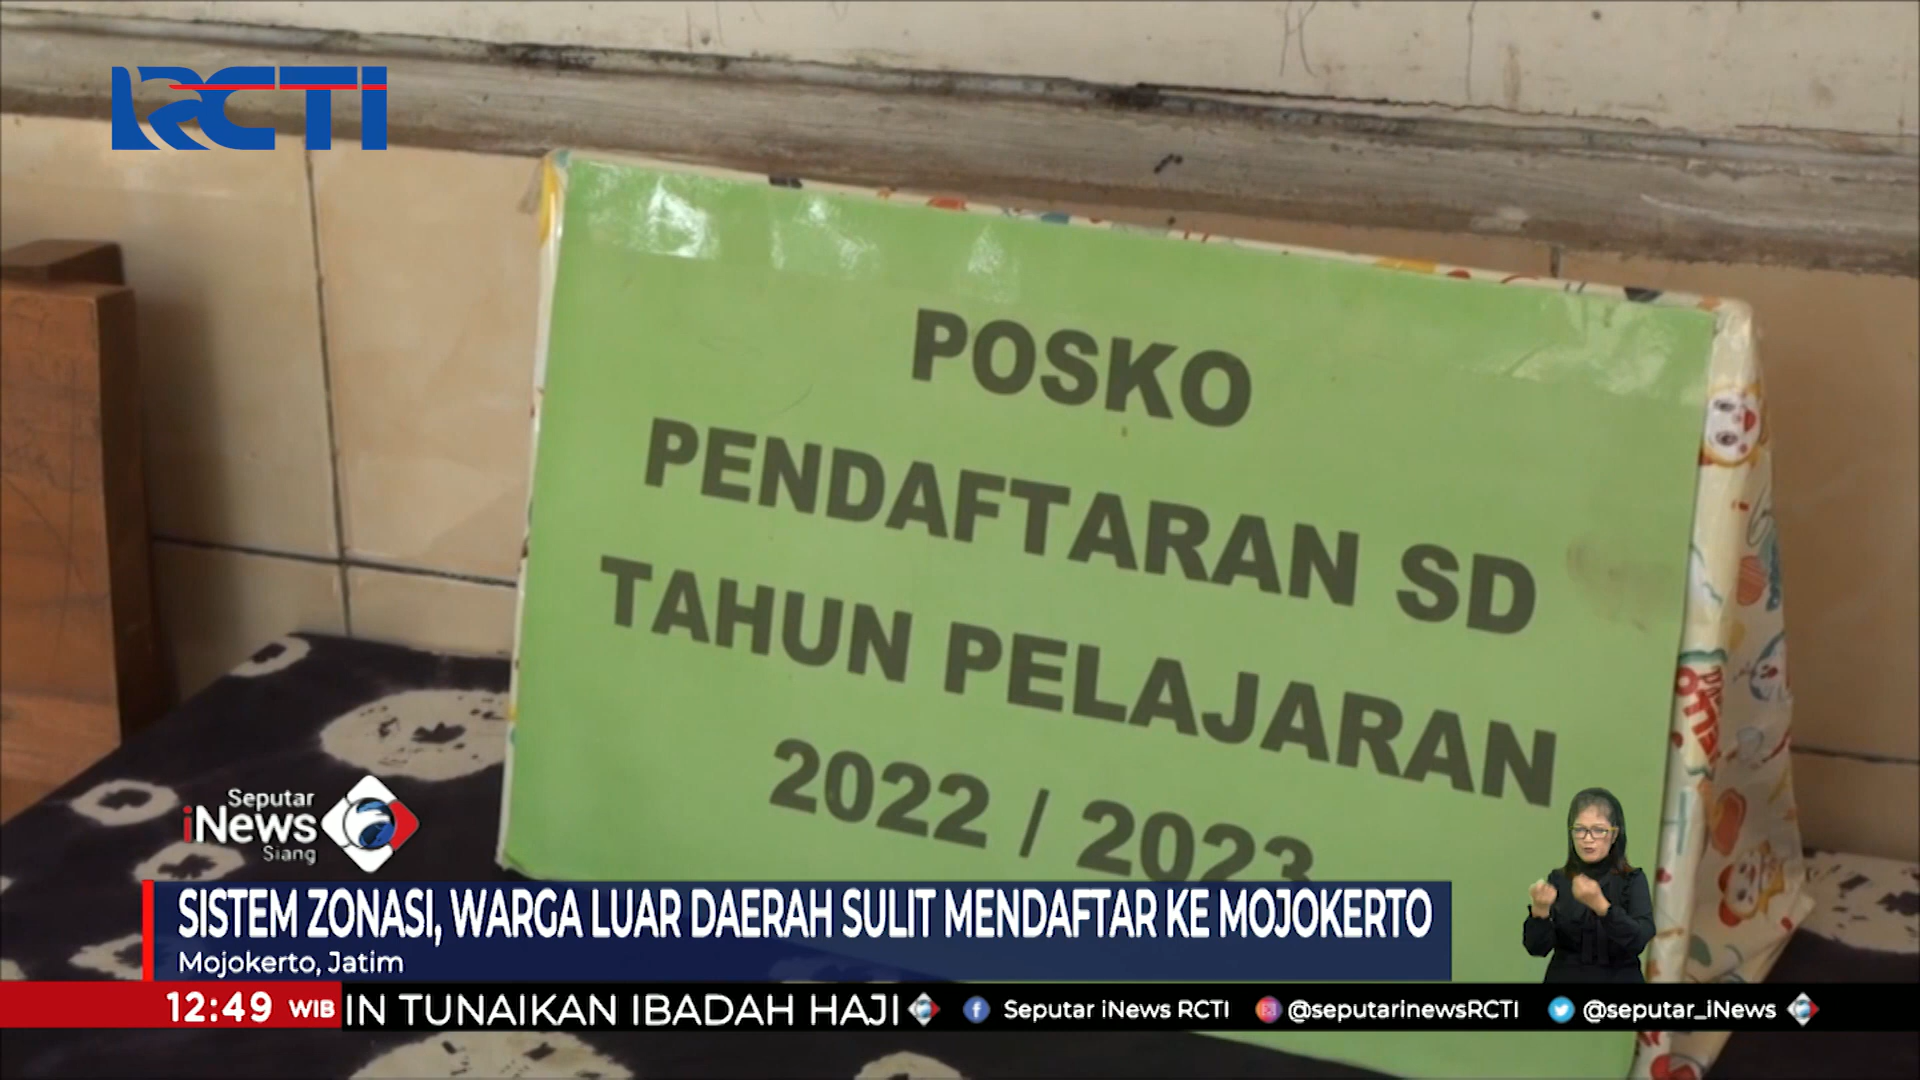 RCTI
POSKO
PENDAFTARAN SD
TAHUN PELAJARAN
2022 / 2023
Seputar
iNews
Siang
SISTEM ZONASI, WARGA LUAR DAERAH SULIT MENDAFTAR KE MOJOKERTO
Mojokerto, Jatim
12:49 WIB IN TUNAIKAN IBADAH HAJI Seputar iNews RCTI @seputarinewsRCTI @seputar_iNews